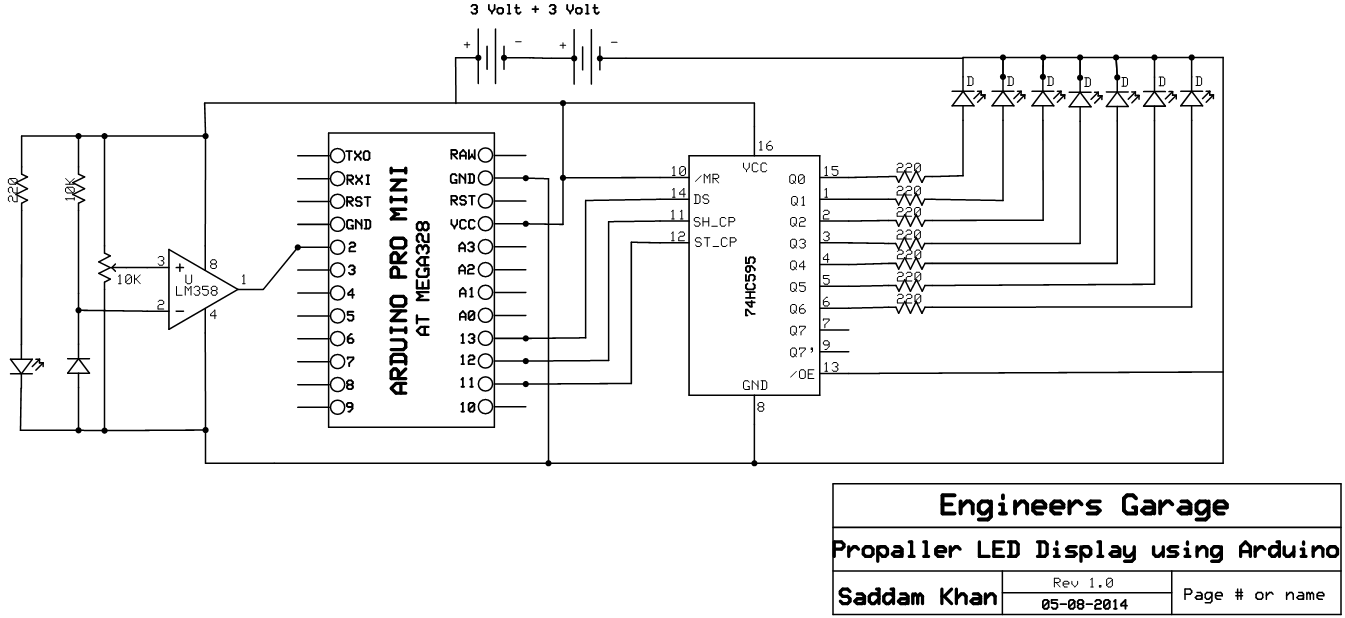 3 Volt + 3 Volt
+ - + -
D D D D D D D
220
10K
10K
3 +
2 -
U
LM358
8
4
1
TXO
RXI
RST
GND
2
3
4
5
6
7
8
9
ARDUINO PRO MINI
AT MEGA328
RAW
GND
RST
VCC
A3
A2
A1
A0
13
12
11
10
16
VCC
10 /MR
14 DS
11 SH_CP
12 ST_CP
74HC595
Q0 15
Q1 1
Q2 2
Q3 3
Q4 4
Q5 5
Q6 6
Q7 7
Q7' 9
/OE 13
GND
8
220
220
220
220
220
220
220
Engineers Garage
Propaller LED Display using Arduino
Saddam Khan
Rev 1.0
05-08-2014
Page # or name